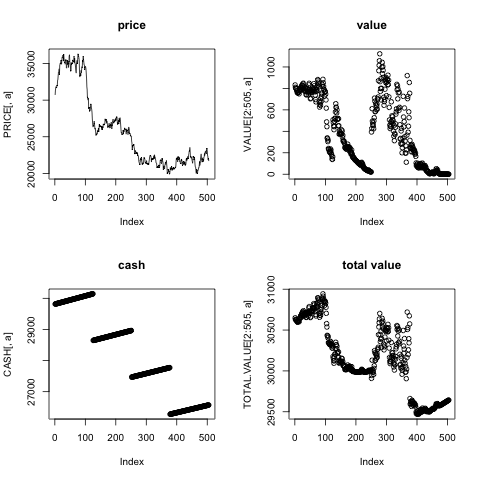 price
PRICE[, a]
20000 25000 30000 35000
0 100 200 300 400 500
Index
value
VALUE[2:505, a]
0 200 600 1000
0 100 200 300 400 500
Index
cash
CASH[, a]
27000 29000
0 100 200 300 400 500
Index
total value
TOTAL.VALUE[2:505, a]
29500 30000 30500 31000
0 100 200 300 400 500
Index